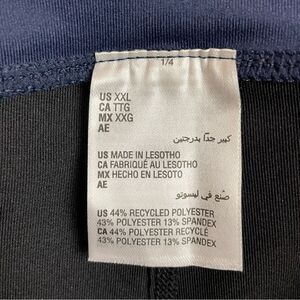 1/4
US XXL
CA TTG
MX XXG
AE
كبير جدًا بدرجتين
US MADE IN LESOTHO
CA FABRIQUÉ AU LESOTHO
MX HECHO EN LESOTO
AE
صُنع في ليسوتو
US 44% RECYCLED POLYESTER
43% POLYESTER 13% SPANDEX
CA 44% POLYESTER RECYCLÉ
43% POLYESTER 13% SPANDEX